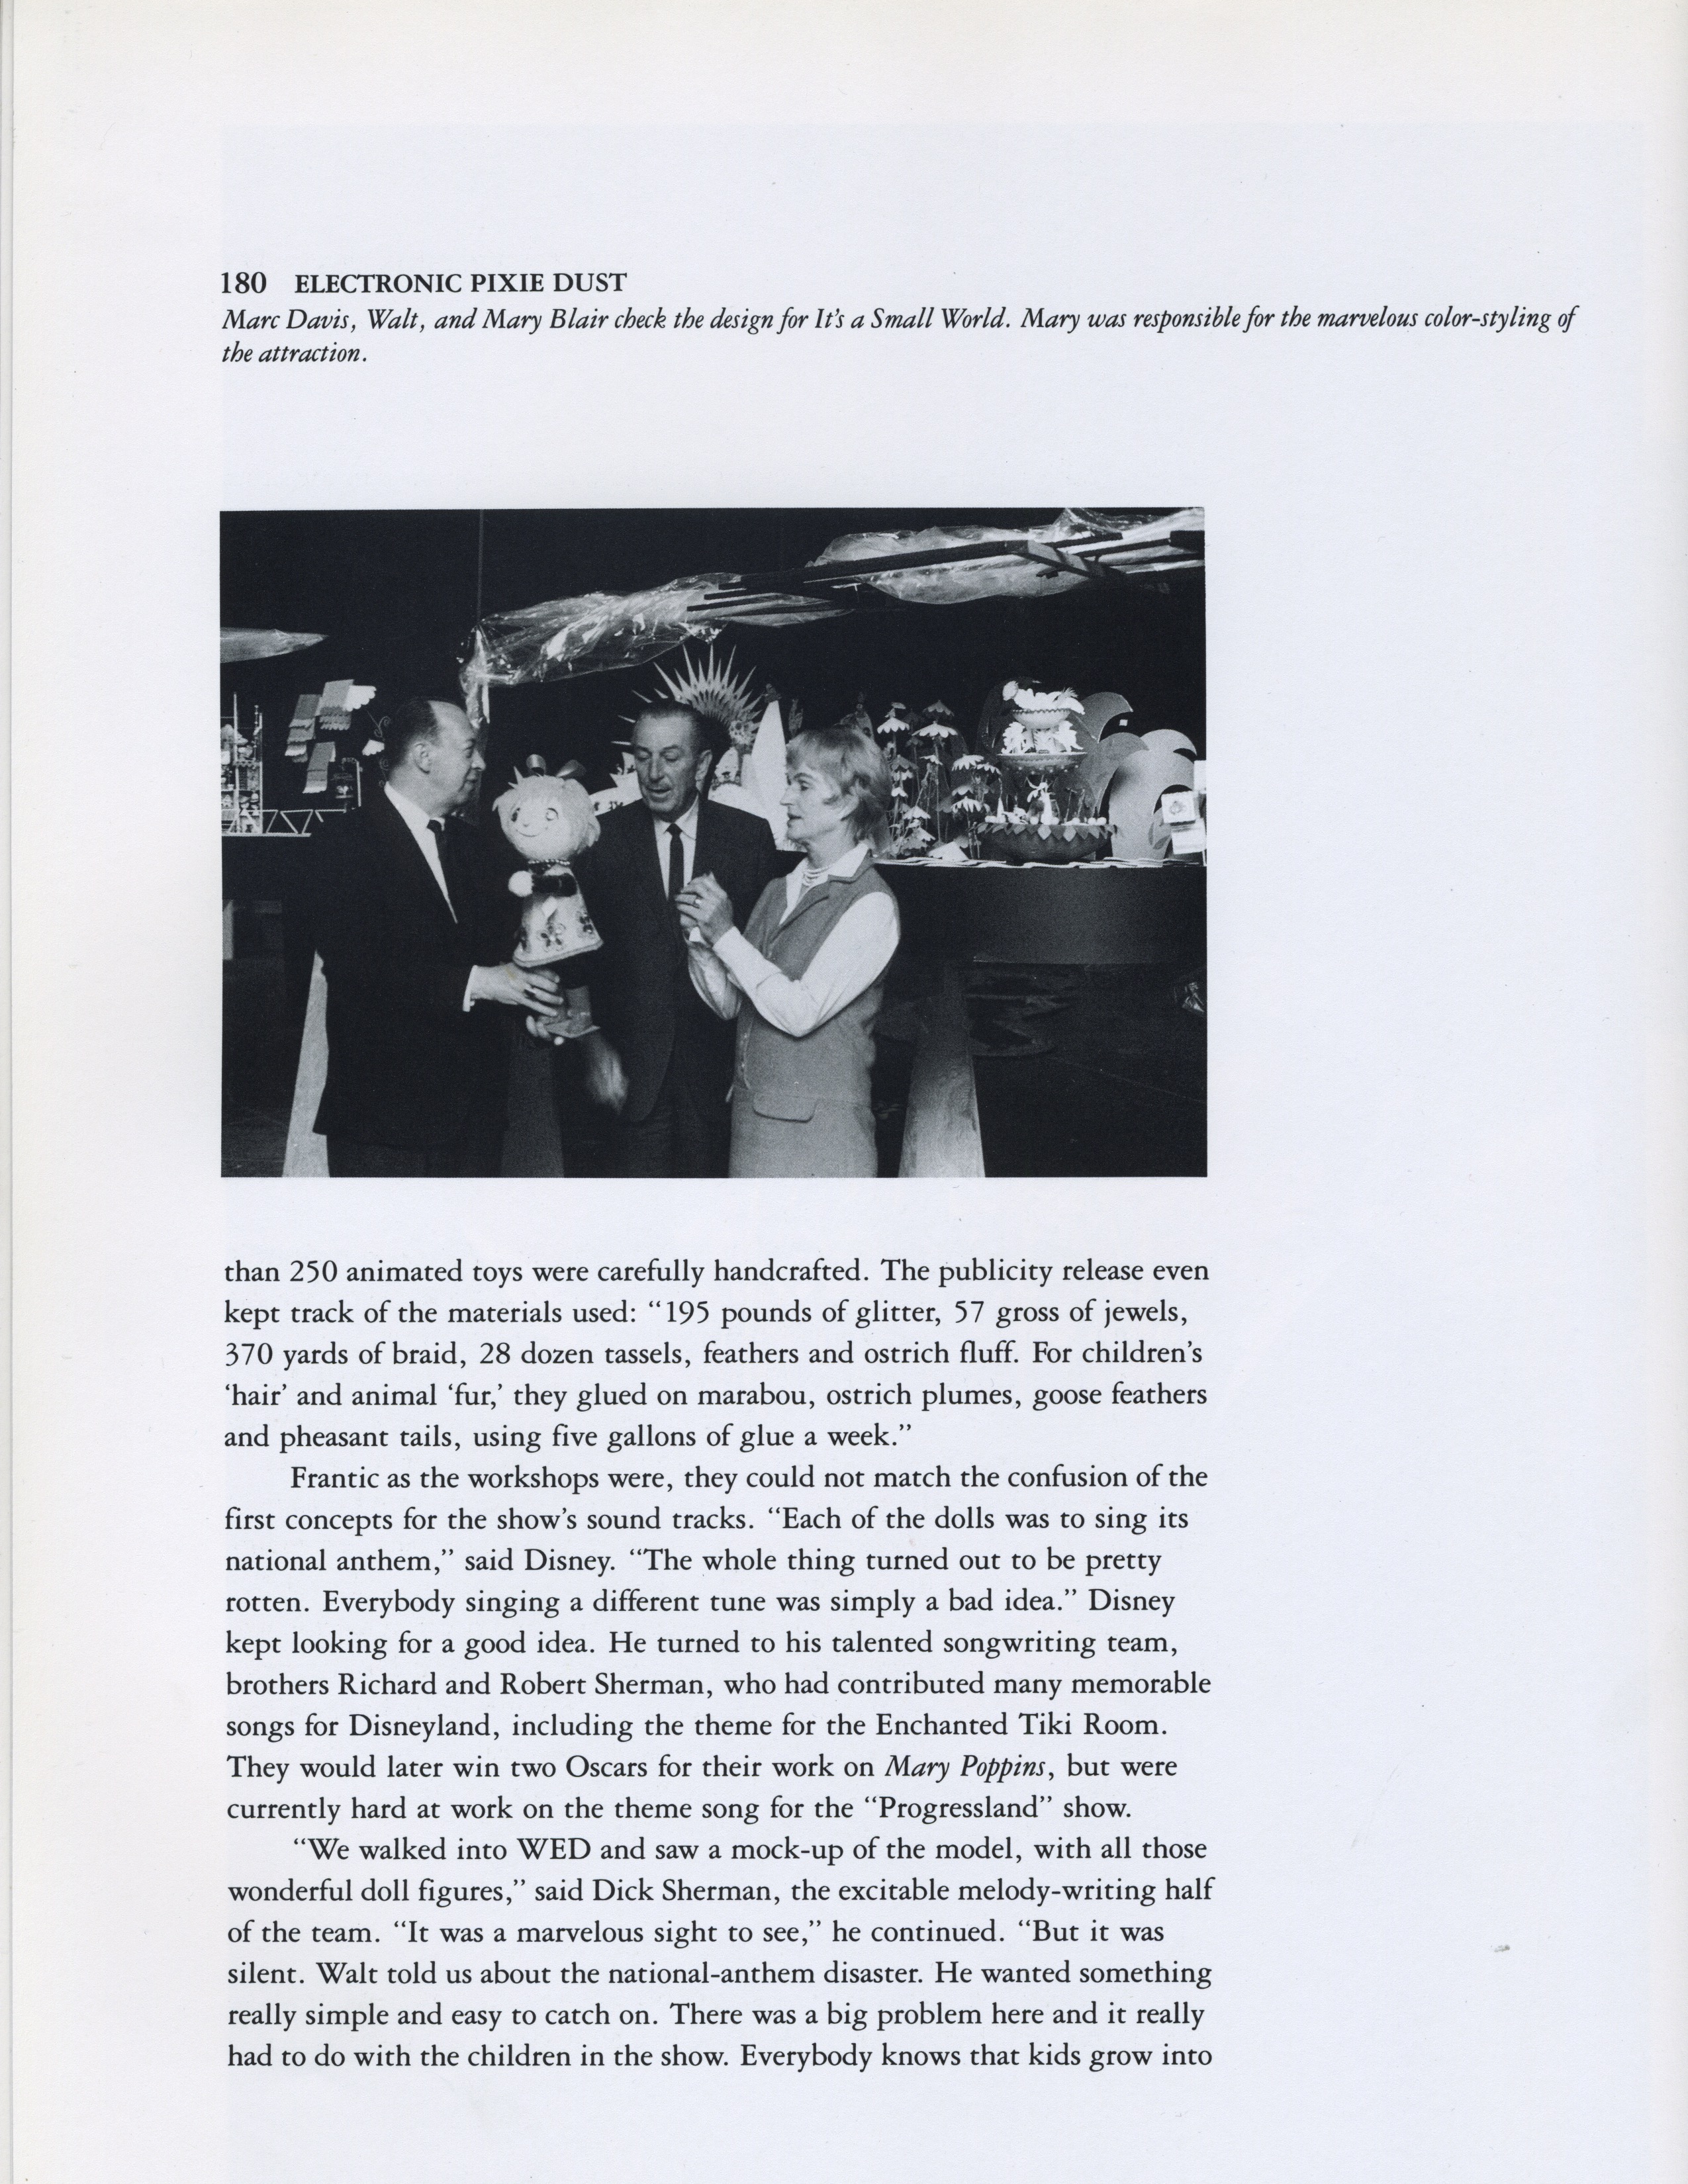 180 ELECTRONIC PIXIE DUST
Marc Davis, Walt, and Mary Blair check the design for It's a Small World. Mary was responsible for the marvelous color-styling of
the attraction.
than 250 animated toys were carefully handcrafted. The publicity release even
kept track of the materials used: “195 pounds of glitter, 57 gross of jewels,
370 yards of braid, 28 dozen tassels, feathers and ostrich fluff. For children’s
‘hair’ and animal ‘fur,’ they glued on marabou, ostrich plumes, goose feathers
and pheasant tails, using five gallons of glue a week.”
Frantic as the workshops were, they could not match the confusion of the
first concepts for the show’s sound tracks. “Each of the dolls was to sing its
national anthem,” said Disney. “The whole thing turned out to be pretty
rotten. Everybody singing a different tune was simply a bad idea.” Disney
kept looking for a good idea. He turned to his talented songwriting team,
brothers Richard and Robert Sherman, who had contributed many memorable
songs for Disneyland, including the theme for the Enchanted Tiki Room.
They would later win two Oscars for their work on Mary Poppins, but were
currently hard at work on the theme song for the “Progressland” show.
“We walked into WED and saw a mock-up of the model, with all those
wonderful doll figures,” said Dick Sherman, the excitable melody-writing half
of the team. “It was a marvelous sight to see,” he continued. “But it was
silent. Walt told us about the national-anthem disaster. He wanted something
really simple and easy to catch on. There was a big problem here and it really
had to do with the children in the show. Everybody knows that kids grow into